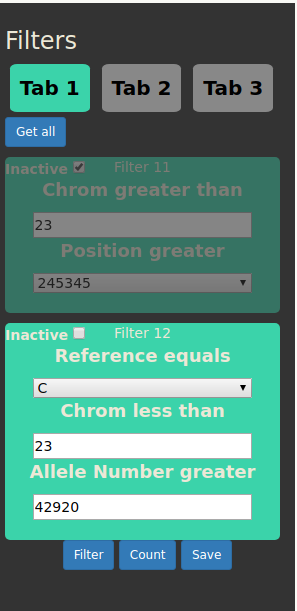 Filters
Tab 1 Tab 2 Tab 3
Get all
Inactive Filter 11
Chrom greater than
23
Position greater
245345
Inactive Filter 12
Reference equals
C
Chrom less than
23
Allele Number greater
42920
Filter Count Save